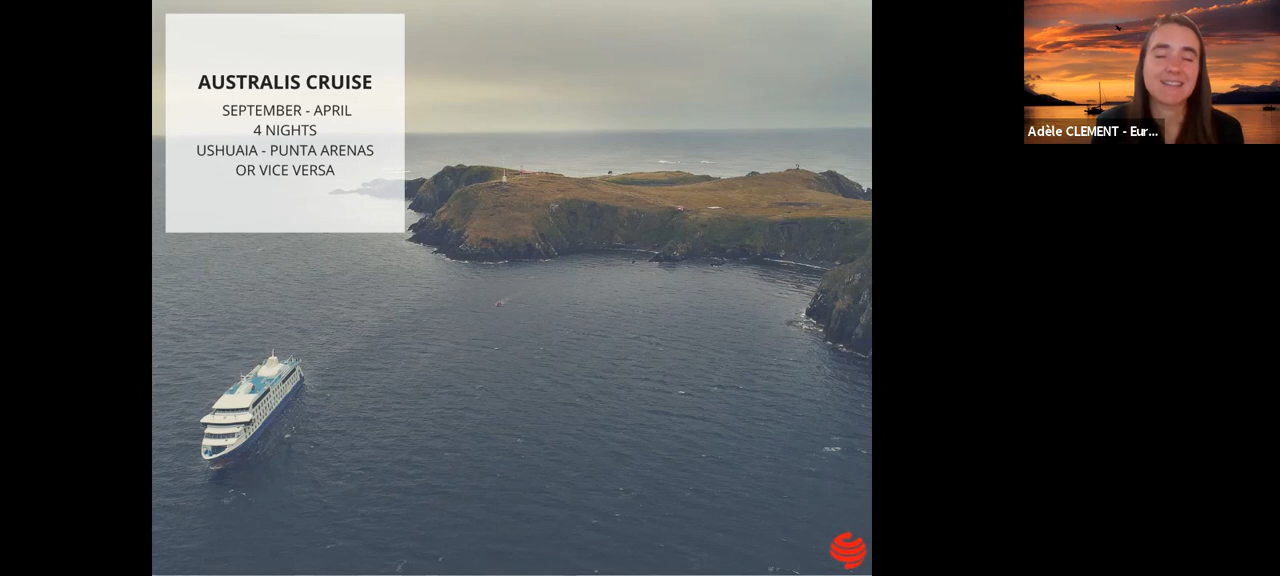 AUSTRALIS CRUISE
SEPTEMBER - APRIL
4 NIGHTS
USHUAIA - PUNTA ARENAS
OR VICE VERSA
Adèle CLEMENT - Eur...